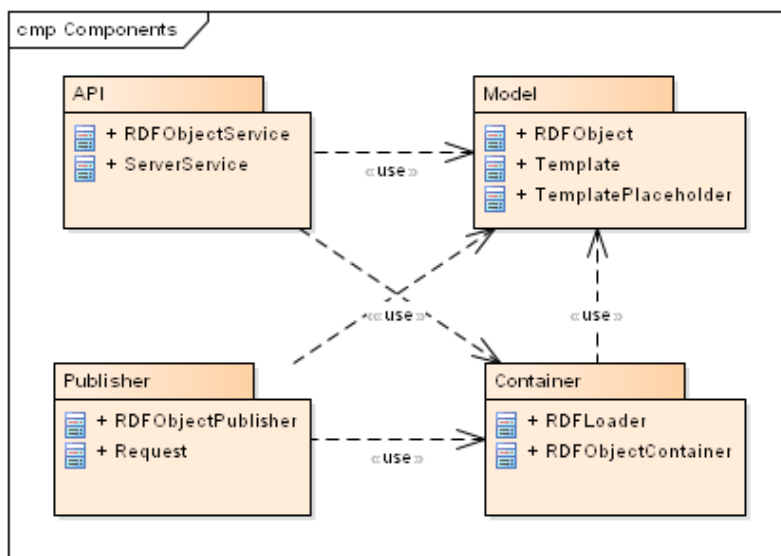 cmp Components
API
+ RDFObjectService
+ ServerService
Model
+ RDFObject
+ Template
+ TemplatePlaceholder
«use»
««use»
«use»
Publisher
+ RDFObjectPublisher
+ Request
Container
+ RDFLoader
+ RDFObjectContainer
«use»